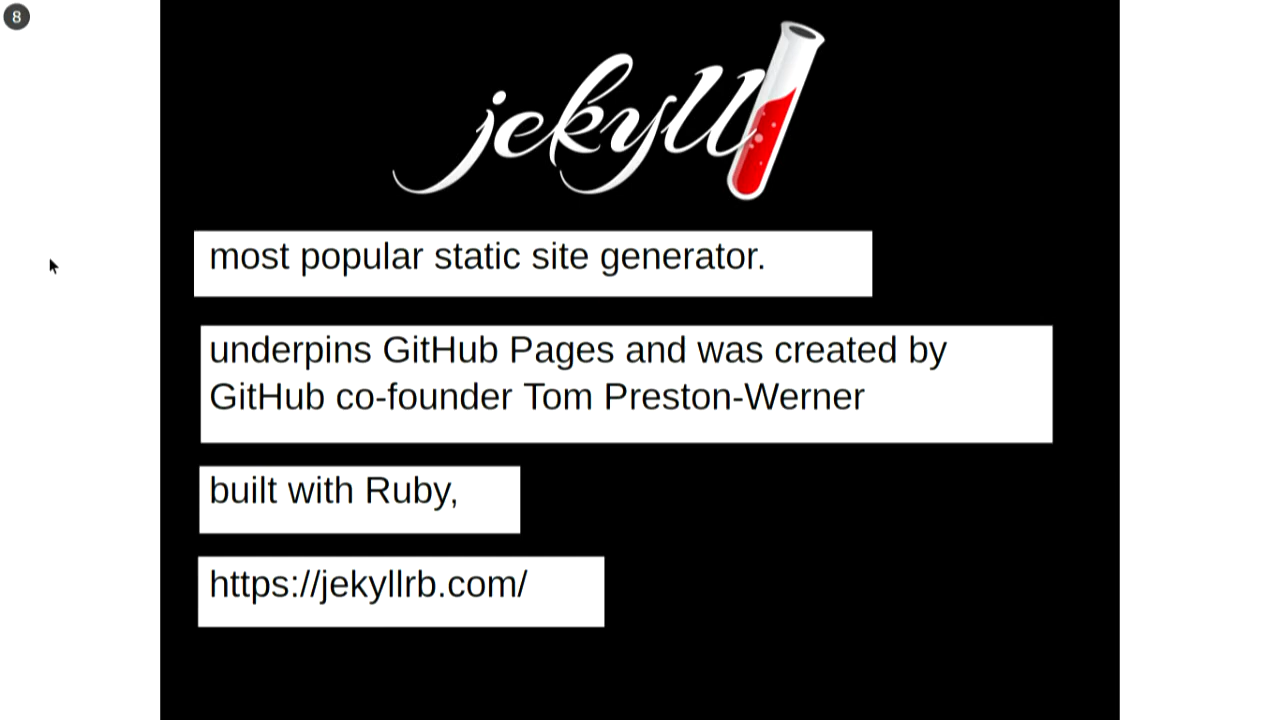 8
jekyll
most popular static site generator.
underpins GitHub Pages and was created by
GitHub co-founder Tom Preston-Werner
built with Ruby,
https://jekyllrb.com/